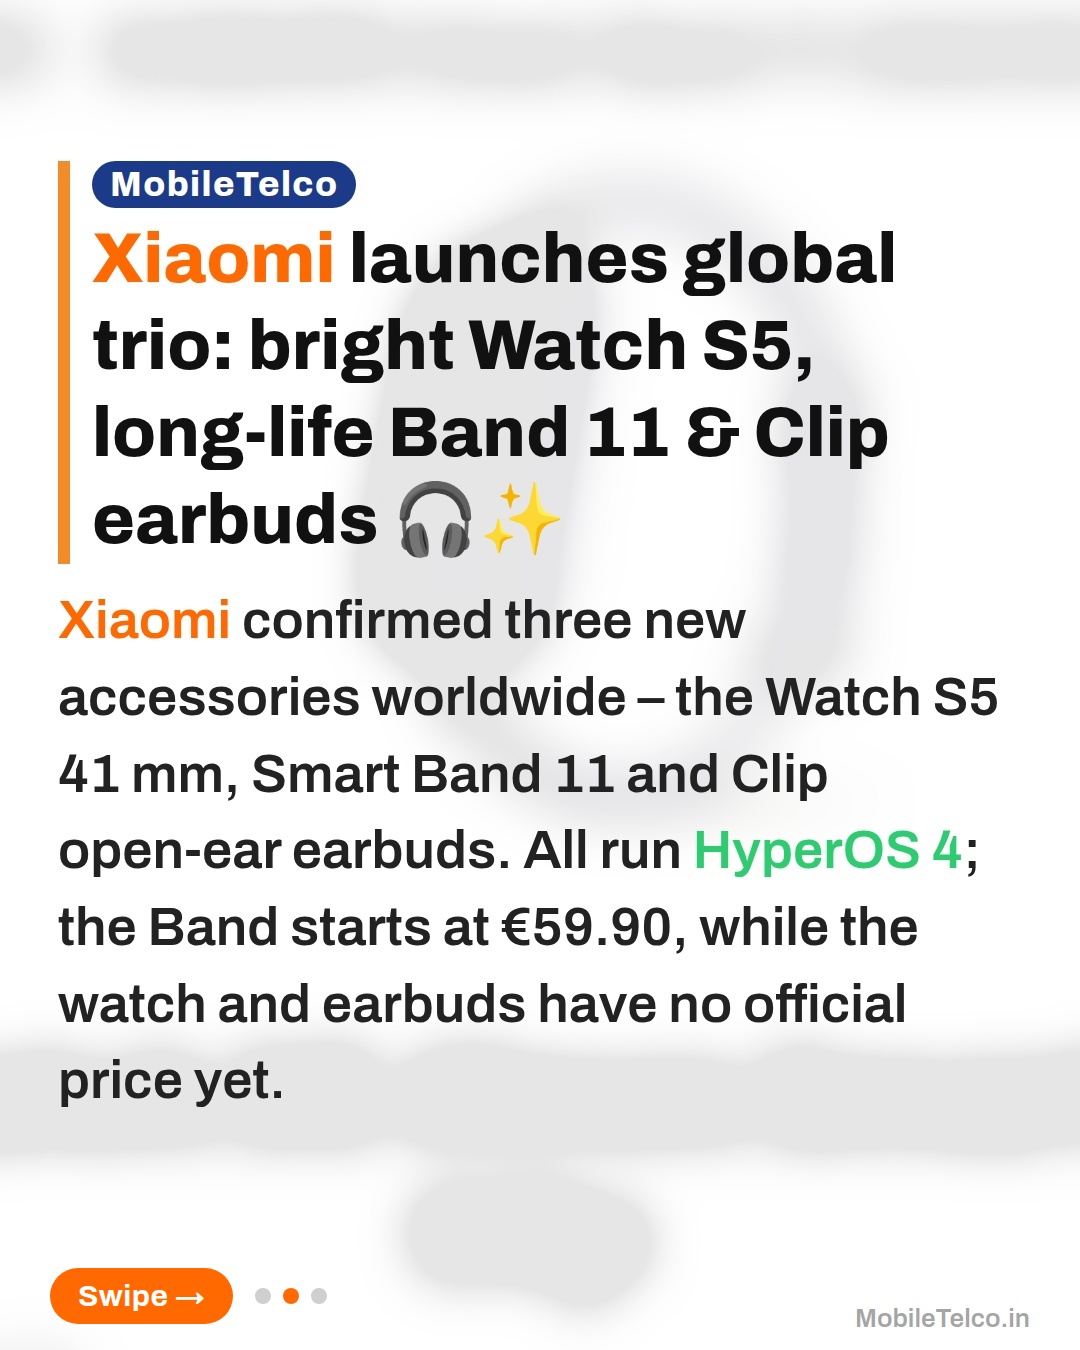 MobileTelco
Xiaomi launches global
trio: bright Watch S5,
long-life Band 11 & Clip
earbuds 🎧✨
Xiaomi confirmed three new
accessories worldwide – the Watch S5
41 mm, Smart Band 11 and Clip
open-ear earbuds. All run HyperOS 4;
the Band starts at €59.90, while the
watch and earbuds have no official
price yet.
Swipe →
MobileTelco.in